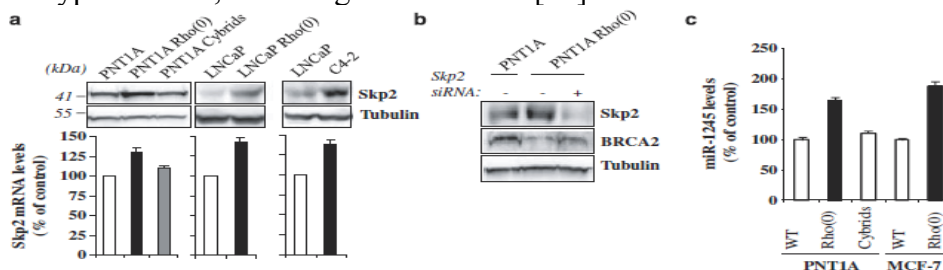 a
b
c
PNT1A
PNT1A Rho(0)
PNT1A Cybrids
LNCaP
LNCaP Rho(0)
LNCaP
C4-2
(kDa)
41
Skp2
55
Tubulin
Skp2 mRNA levels
(% of control)
150
125
100
75
50
25
0
PNT1A
PNT1A Rho(0)
Skp2
siRNA: - - +
Skp2
BRCA2
Tubulin
miR-1245 levels
(% of control)
250
200
150
100
50
0
WT
Rho(0)
Cybrids
WT
Rho(0)
PNT1A
MCF-7